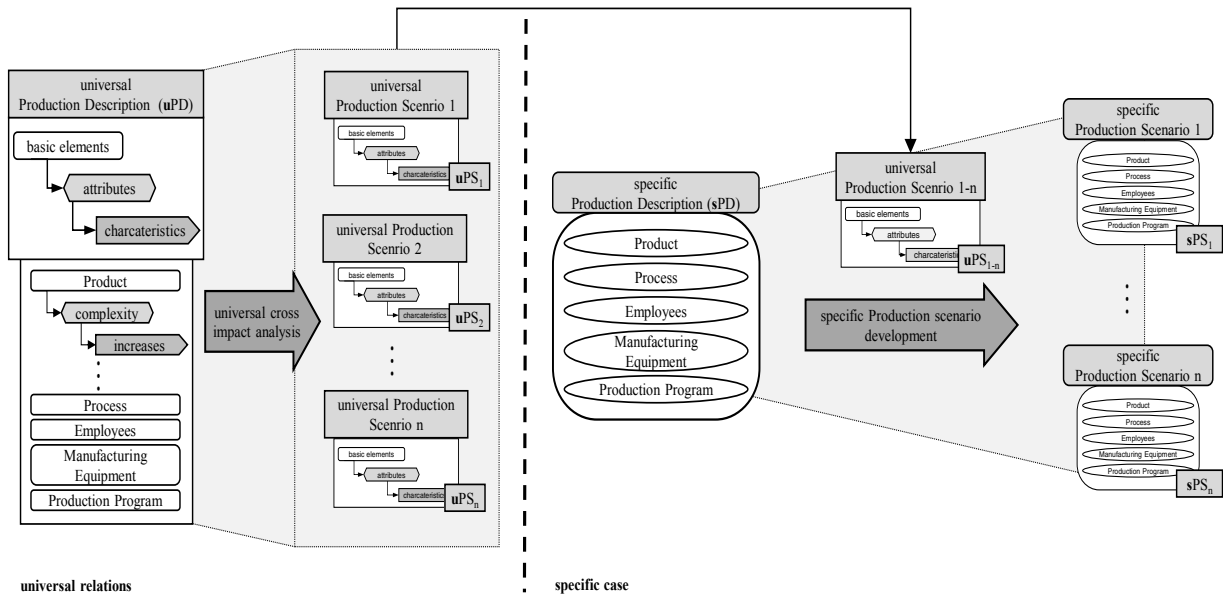 universal
Production Description (uPD)
basic elements
attributes
charcateristics
Product
complexity
increases
Process
Employees
Manufacturing
Equipment
Production Program
universal cross
impact analysis
universal
Production Scenrio 1
basic elements
attributes
charcateristics
uPS1
universal Production
Scenrio 2
basic elements
attributes
charcateristics
uPS2
universal Production
Scenrio n
basic elements
attributes
charcateristics
uPSn
universal relations
specific
Production Description (sPD)
Product
Process
Employees
Manufacturing
Equipment
Production Program
universal
Production Scenrio 1-n
basic elements
attributes
charcateristics
uPS1-n
specific Production scenario
development
specific
Production Scenario 1
Product
Process
Employees
Manufacturing Equipment
Production Program
sPS1
specific
Production Scenario n
Product
Process
Employees
Manufacturing Equipment
Production Program
sPSn
specific case